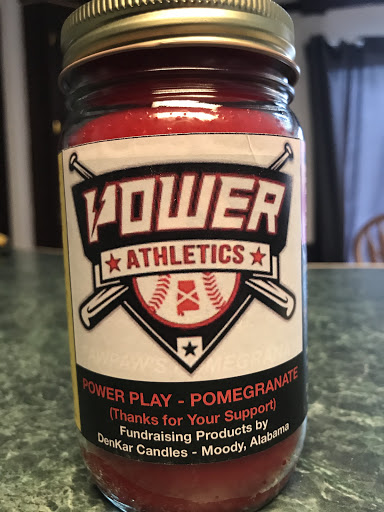 POWER
ATHLETICS
POWER PLAY - POMEGRANATE
(Thanks for Your Support)
Fundraising Products by
DenKar Candles - Moody, Alabama